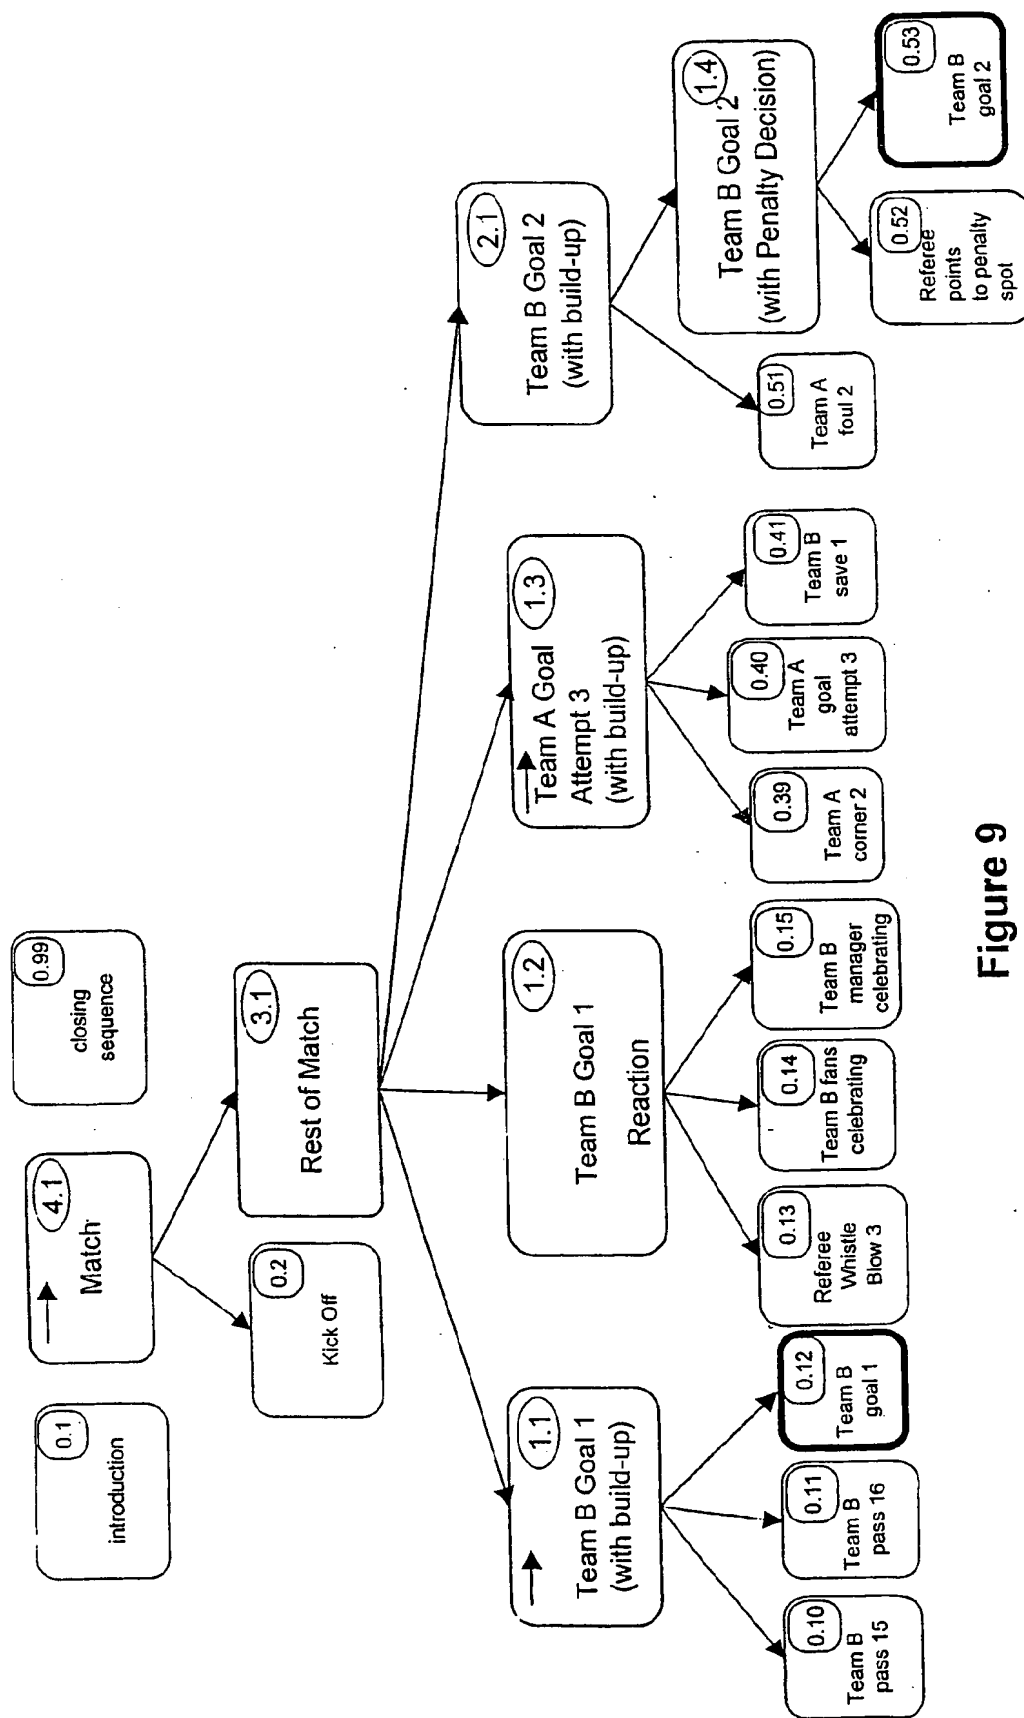 0.1
introduction
4.1
Match
0.99
closing
sequence
0.2
Kick Off
3.1
Rest of Match
1.1
Team B Goal 1
(with build-up)
1.2
Team B Goal 1
Reaction
1.3
Team A Goal
Attempt 3
(with build-up)
2.1
Team B Goal 2
(with build-up)
1.4
Team B Goal 2
(with Penalty Decision)
0.10
Team B
pass 15
0.11
Team B
pass 16
0.12
Team B
goal 1
0.13
Referee
Whistle
Blow 3
0.14
Team B fans
celebrating
0.15
Team B
manager
celebrating
0.39
Team A
corner 2
0.40
Team A
goal
attempt 3
0.41
Team B
save 1
0.51
Team A
foul 2
0.52
Referee
points
to penalty
spot
0.53
Team B
goal 2
Figure 9